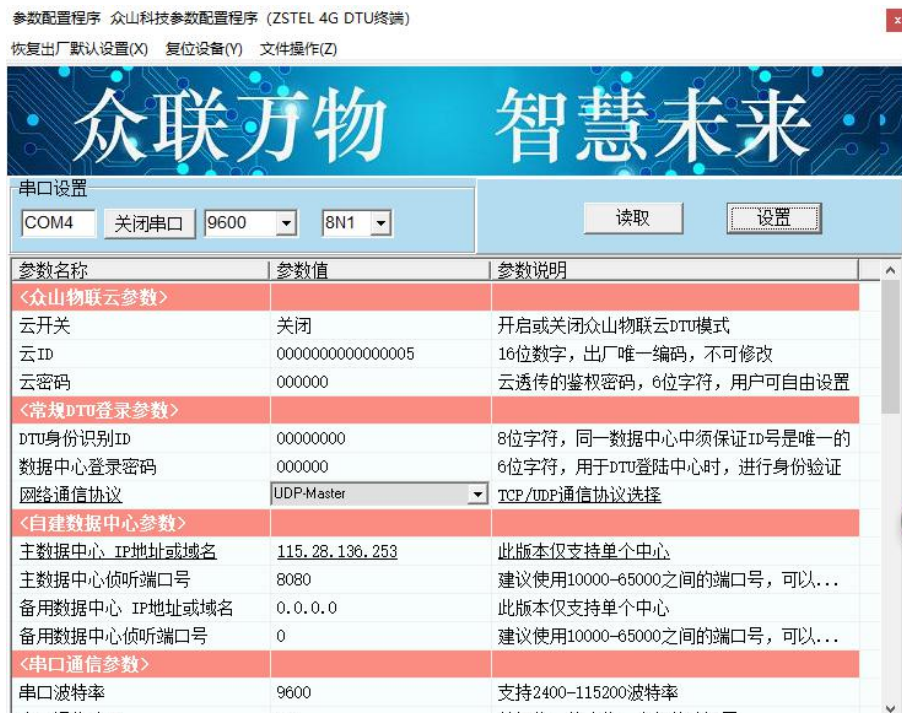 参数配置程序 众山科技参数配置程序 (ZSTEL 4G DTU终端)
x
恢复出厂默认设置(X) 复位设备(Y) 文件操作(Z)
众联万物 智慧未来
串口设置
COM4 关闭串口 9600 8N1 读取 设置
参数名称 参数值 参数说明
<众山物联云参数>
云开关 关闭 开启或关闭众山物联云DTU模式
云ID 0000000000000005 16位数字，出厂唯一编码，不可修改
云密码 000000 云透传的鉴权密码，6位字符，用户可自由设置
<常规DTU登录参数>
DTU身份识别ID 00000000 8位字符，同一数据中心中须保证ID号是唯一的
数据中心登录密码 000000 6位字符，用于DTU登陆中心时，进行身份验证
网络通信协议 UDP-Master TCP/UDP通信协议选择
<自建数据中心参数>
主数据中心 IP地址或域名 115.28.136.253 此版本仅支持单个中心
主数据中心侦听端口号 8080 建议使用10000-65000之间的端口号，可以...
备用数据中心 IP地址或域名 0.0.0.0 此版本仅支持单个中心
备用数据中心侦听端口号 0 建议使用10000-65000之间的端口号，可以...
<串口通信参数>
串口波特率 9600 支持2400-115200波特率